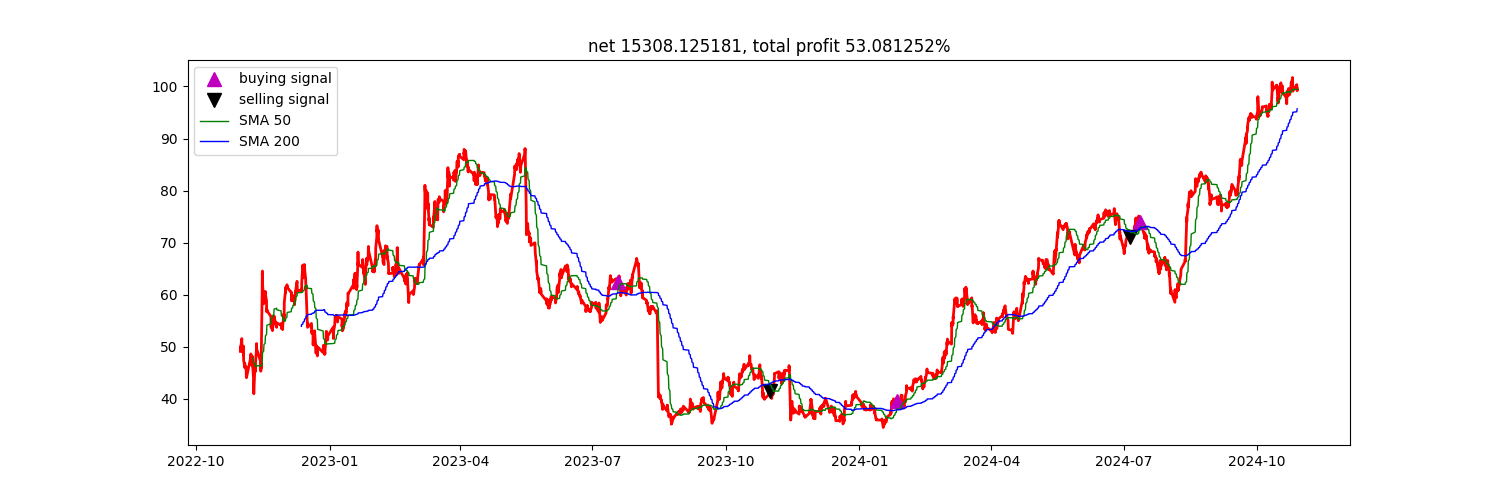 net 15308.125181, total profit 53.081252%
buying signal
selling signal
SMA 50
SMA 200
100
90
80
70
60
50
40
2022-10 2023-01 2023-04 2023-07 2023-10 2024-01 2024-04 2024-07 2024-10